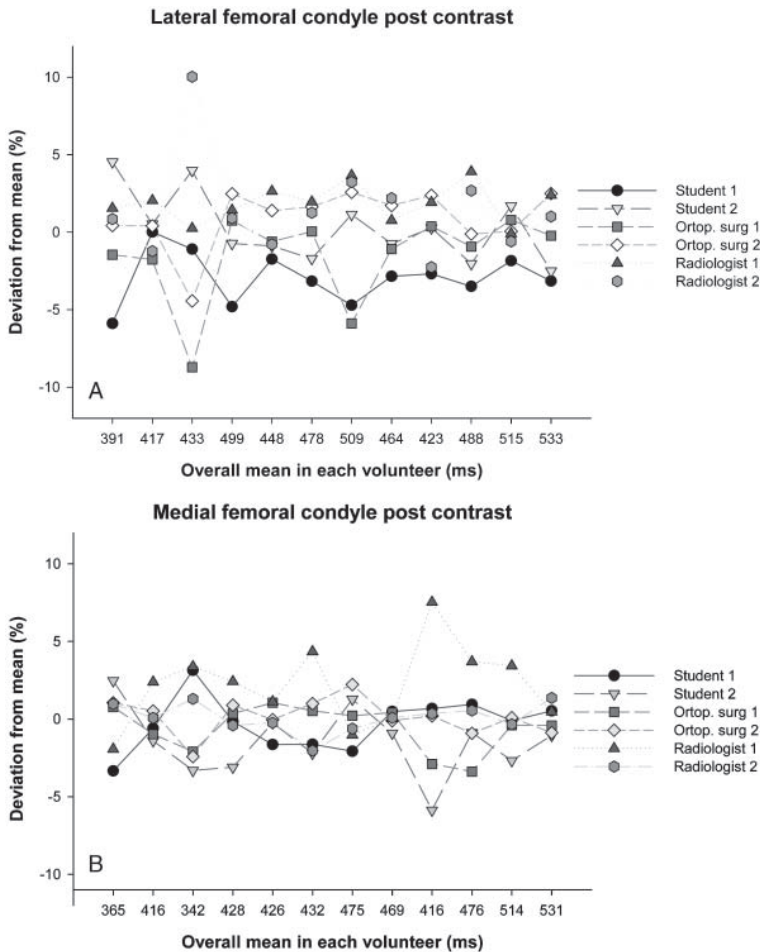 Lateral femoral condyle post contrast
10
5
0
-5
-10
Deviation from mean (%)
A
391 417 433 499 448 478 509 464 423 488 515 533
Overall mean in each volunteer (ms)
Student 1
Student 2
Ortop. surg 1
Ortop. surg 2
Radiologist 1
Radiologist 2
Medial femoral condyle post contrast
10
5
0
-5
-10
Deviation from mean (%)
B
365 416 342 428 426 432 475 469 416 476 514 531
Overall mean in each volunteer (ms)
Student 1
Student 2
Ortop. surg 1
Ortop. surg 2
Radiologist 1
Radiologist 2